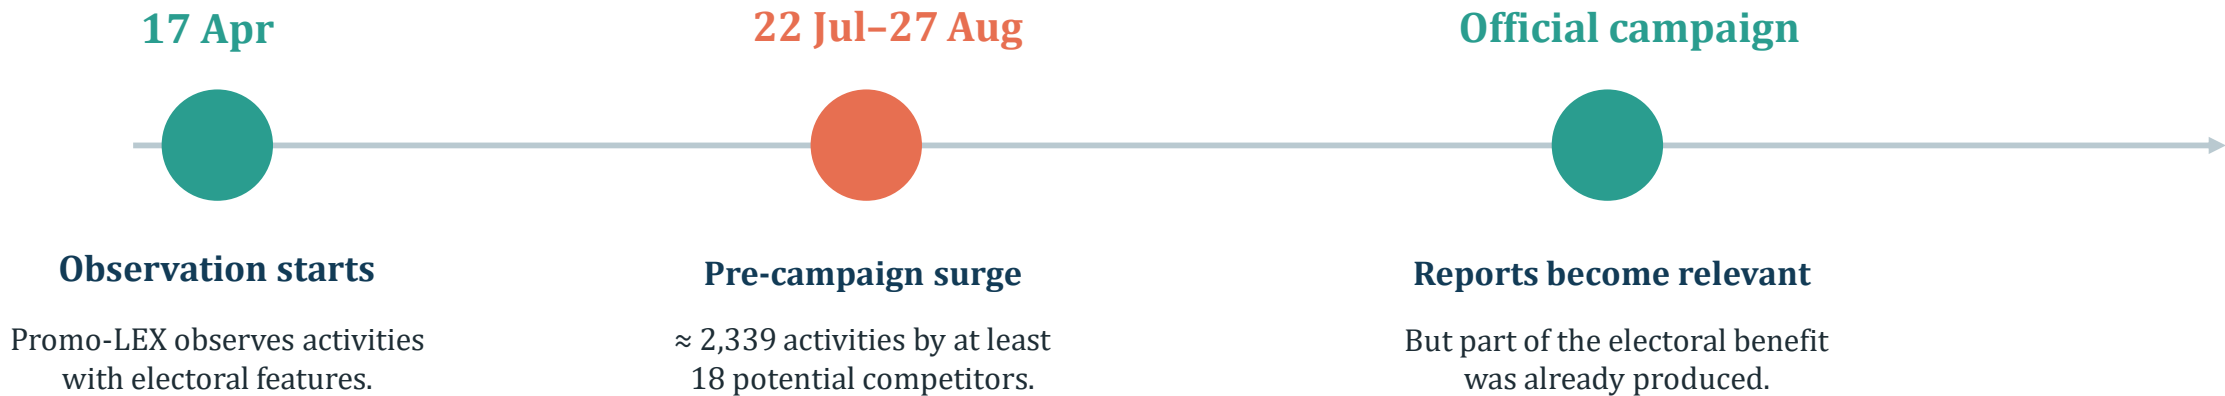 17 Apr
22 Jul–27 Aug
Official campaign
Observation starts
Promo-LEX observes activities
with electoral features.
Pre-campaign surge
≈ 2,339 activities by at least
18 potential competitors.
Reports become relevant
But part of the electoral benefit
was already produced.